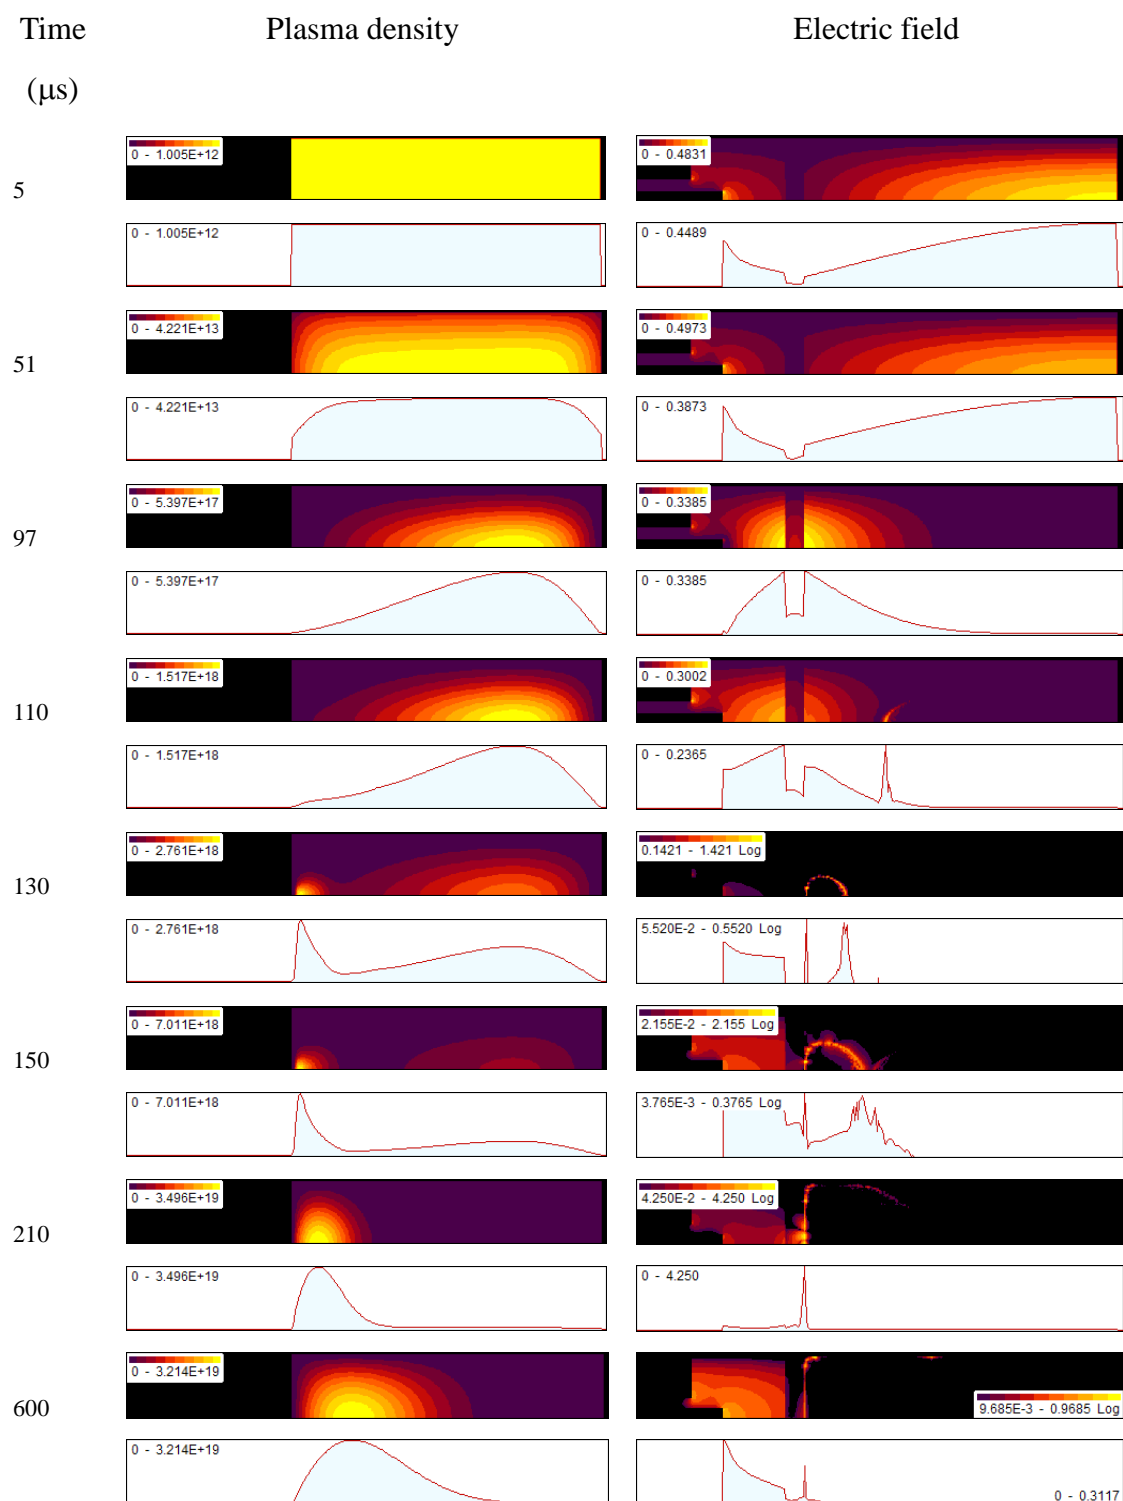 Time Plasma density Electric field
(μs)
0 - 1.005E+12 0 - 0.4831
5
0 - 1.005E+12 0 - 0.4489
0 - 4.221E+13 0 - 0.4973
51
0 - 4.221E+13 0 - 0.3873
0 - 5.397E+17 0 - 0.3385
97
0 - 5.397E+17 0 - 0.3385
0 - 1.517E+18 0 - 0.3002
110
0 - 1.517E+18 0 - 0.2365
0 - 2.761E+18 0.1421 - 1.421 Log
130
0 - 2.761E+18 5.520E-2 - 0.5520 Log
0 - 7.011E+18 2.155E-2 - 2.155 Log
150
0 - 7.011E+18 3.765E-3 - 0.3765 Log
0 - 3.496E+19 4.250E-2 - 4.250 Log
210
0 - 3.496E+19 0 - 4.250
0 - 3.214E+19 9.685E-3 - 0.9685 Log
600
0 - 3.214E+19 0 - 0.3117